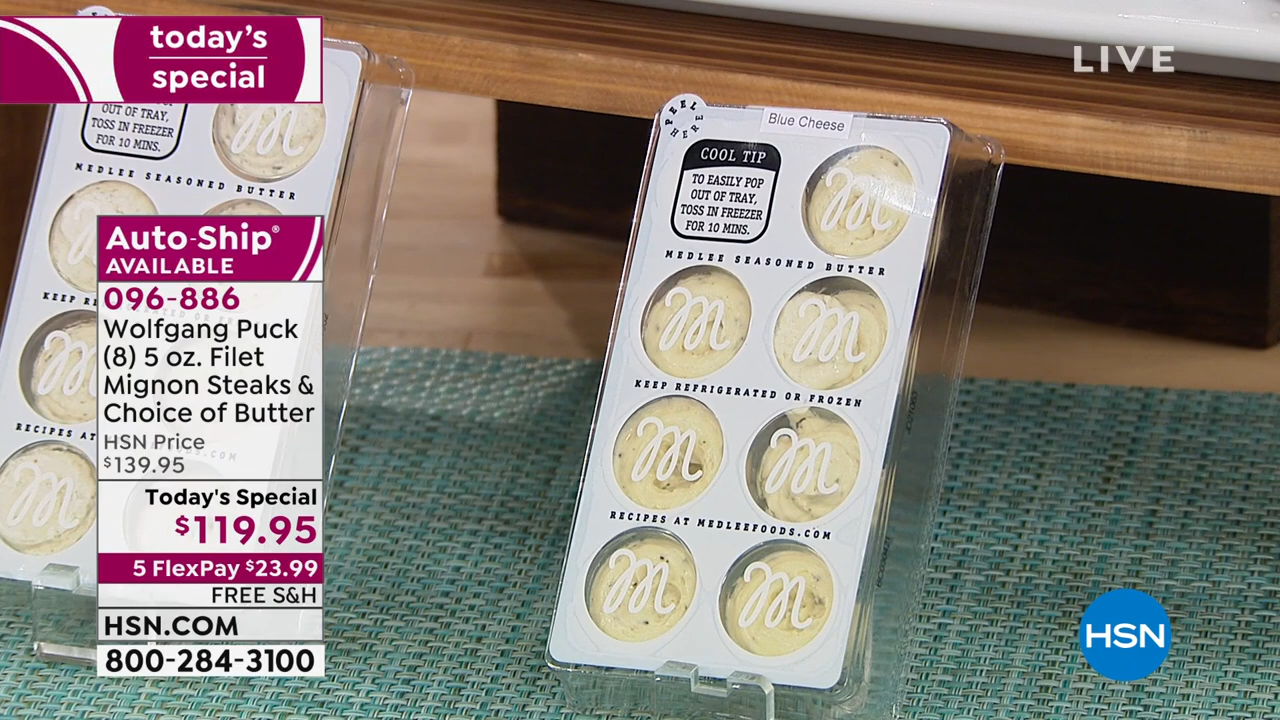 today's
special
LIVE
Auto-Ship®
AVAILABLE
096-886
Wolfgang Puck
(8) 5 oz. Filet
Mignon Steaks &
Choice of Butter
HSN Price
$139.95
Today's Special
$119.95
5 FlexPay $23.99
FREE S&H
HSN.COM
800-284-3100
OUT OF TRAY,
TOSS IN FREEZER
FOR 10 MINS.
MEDLEE SEASONED BUTTER
KEEP
RECIPES AT
PEEL
HERE
Blue Cheese
COOL TIP
TO EASILY POP
OUT OF TRAY,
TOSS IN FREEZER
FOR 10 MINS.
MEDLEE SEASONED BUTTER
KEEP REFRIGERATED OR FROZEN
RECIPES AT MEDLEEFOODS.COM
HSN